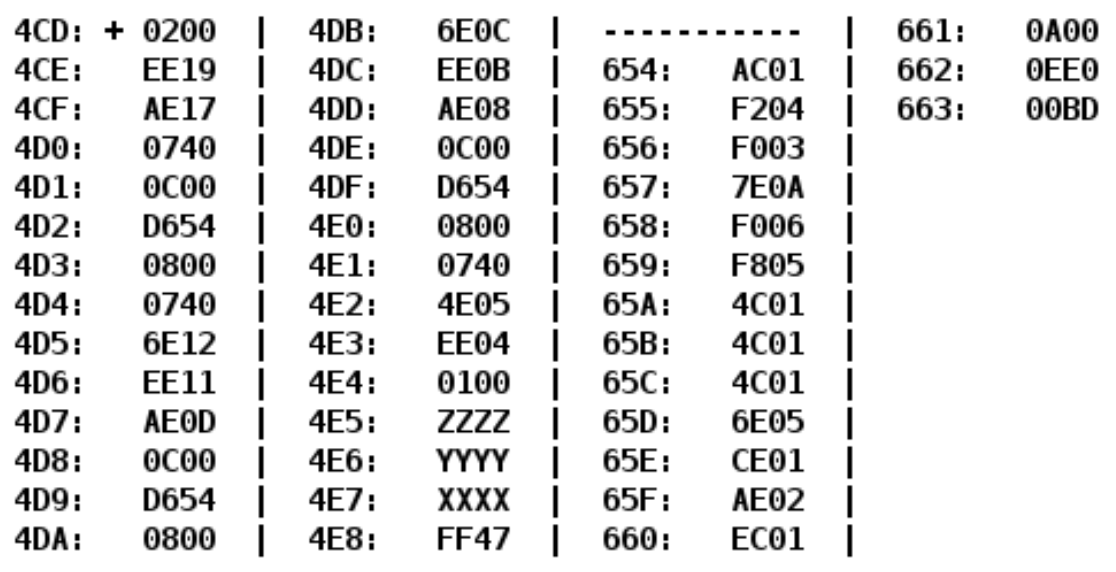 4CD: + 0200 | 4DB: 6E0C | ----------- | 661: 0A00
4CE: EE19 | 4DC: EE0B | 654: AC01 | 662: 0EE0
4CF: AE17 | 4DD: AE08 | 655: F204 | 663: 00BD
4D0: 0740 | 4DE: 0C00 | 656: F003 |
4D1: 0C00 | 4DF: D654 | 657: 7E0A |
4D2: D654 | 4E0: 0800 | 658: F006 |
4D3: 0800 | 4E1: 0740 | 659: F805 |
4D4: 0740 | 4E2: 4E05 | 65A: 4C01 |
4D5: 6E12 | 4E3: EE04 | 65B: 4C01 |
4D6: EE11 | 4E4: 0100 | 65C: 4C01 |
4D7: AE0D | 4E5: ZZZZ | 65D: 6E05 |
4D8: 0C00 | 4E6: YYYY | 65E: CE01 |
4D9: D654 | 4E7: XXXX | 65F: AE02 |
4DA: 0800 | 4E8: FF47 | 660: EC01 |